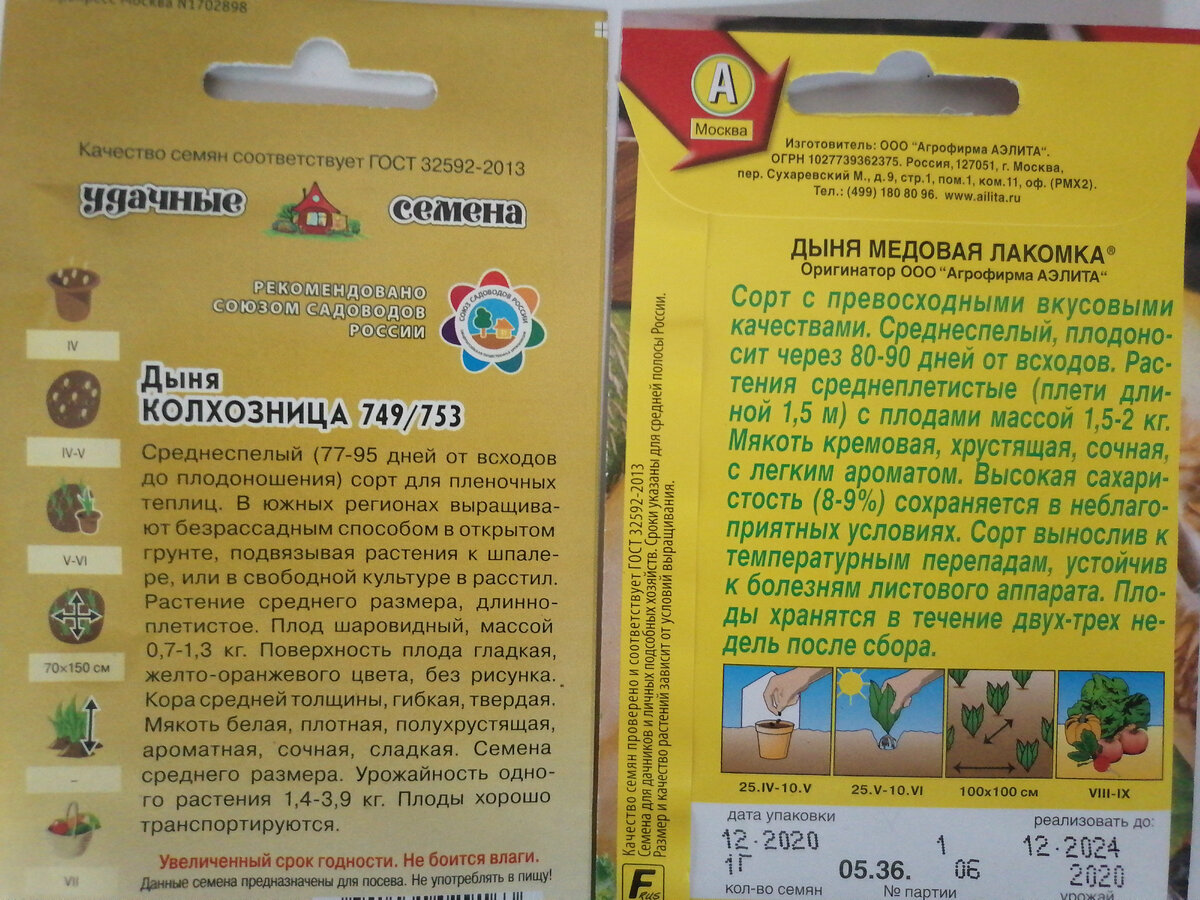 Москва N1702898
Качество семян соответствует ГОСТ 32592-2013
удачные семена
РЕКОМЕНДОВАНО
СОЮЗОМ САДОВОДОВ
РОССИИ
СОЮЗ САДОВОДОВ РОССИИ
IV
IV-V
V-VI
70×150 см
–
VII
Дыня
КОЛХОЗНИЦА 749/753
Среднеспелый (77-95 дней от всходов
до плодоношения) сорт для пленочных
теплиц. В южных регионах выращива-
ют безрассадным способом в открытом
грунте, подвязывая растения к шпале-
ре, или в свободной культуре в расстил.
Растение среднего размера, длинно-
плетистое. Плод шаровидный, массой
0,7-1,3 кг. Поверхность плода гладкая,
желто-оранжевого цвета, без рисунка.
Кора средней толщины, гибкая, твердая.
Мякоть белая, плотная, полухрустящая,
ароматная, сочная, сладкая. Семена
среднего размера. Урожайность одно-
го растения 1,4-3,9 кг. Плоды хорошо
транспортируются.
Увеличенный срок годности. Не боится влаги.
Данные семена предназначены для посева. Не употреблять в пищу!
А
Москва
Изготовитель: ООО "Агрофирма АЭЛИТА".
ОГРН 1027739362375. Россия, 127051, г. Москва,
пер. Сухаревский М., д.9, стр.1, пом.1, ком.11, оф. (РМХ2).
Тел.: (499) 180 80 96. www.ailita.ru
ДЫНЯ МЕДОВАЯ ЛАКОМКА®
Оригинатор ООО "Агрофирма АЭЛИТА"
Сорт с превосходными вкусовыми
качествами. Среднеспелый, плодоно-
сит через 80-90 дней от всходов. Рас-
тения среднеплетистые (плети дли-
ной 1,5 м) с плодами массой 1,5-2 кг.
Мякоть кремовая, хрустящая, сочная,
с легким ароматом. Высокая сахари-
стость (8-9%) сохраняется в неблаго-
приятных условиях. Сорт вынослив к
температурным перепадам, устойчив
к болезням листового аппарата. Пло-
ды хранятся в течение двух-трех не-
дель после сбора.
25.IV-10.V
25.V-10.VI
100х100 см
VIII-IX
Качество семян проверено и соответствует ГОСТ 32592-2013
Семена для дачников и личных подсобных хозяйств. Сроки указаны для средней полосы России.
Размер и качество растений зависит от условий выращивания.
F RUS
дата упаковки
реализовать до:
12·2020
1
12·2024
1Г
05.36.
06
2020
кол-во семян
№ партии
урожай